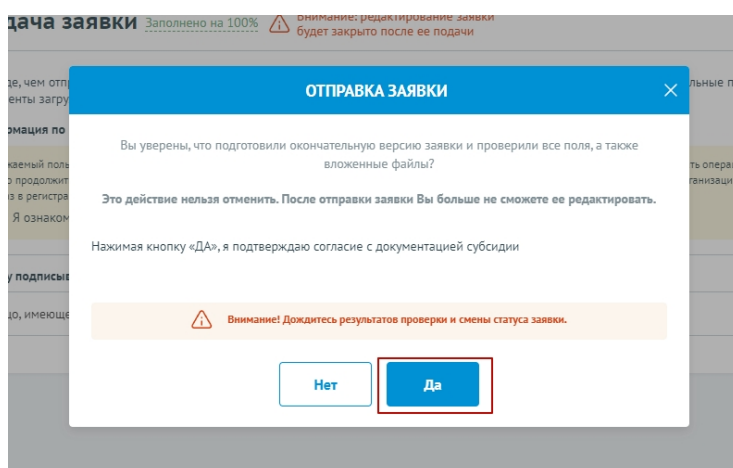 дача заявки Заполнено на 100% Внимание: редактирование заявки
будет закрыто после ее подачи
ОТПРАВКА ЗАЯВКИ
Вы уверены, что подготовили окончательную версию заявки и проверили все поля, а также
вложенные файлы?
Это действие нельзя отменить. После отправки заявки Вы больше не сможете ее редактировать.
Я ознаком
Нажимая кнопку «ДА», я подтверждаю согласие с документацией субсидии
у подписыв
Внимание! Дождитесь результатов проверки и смены статуса заявки.
Нет Да